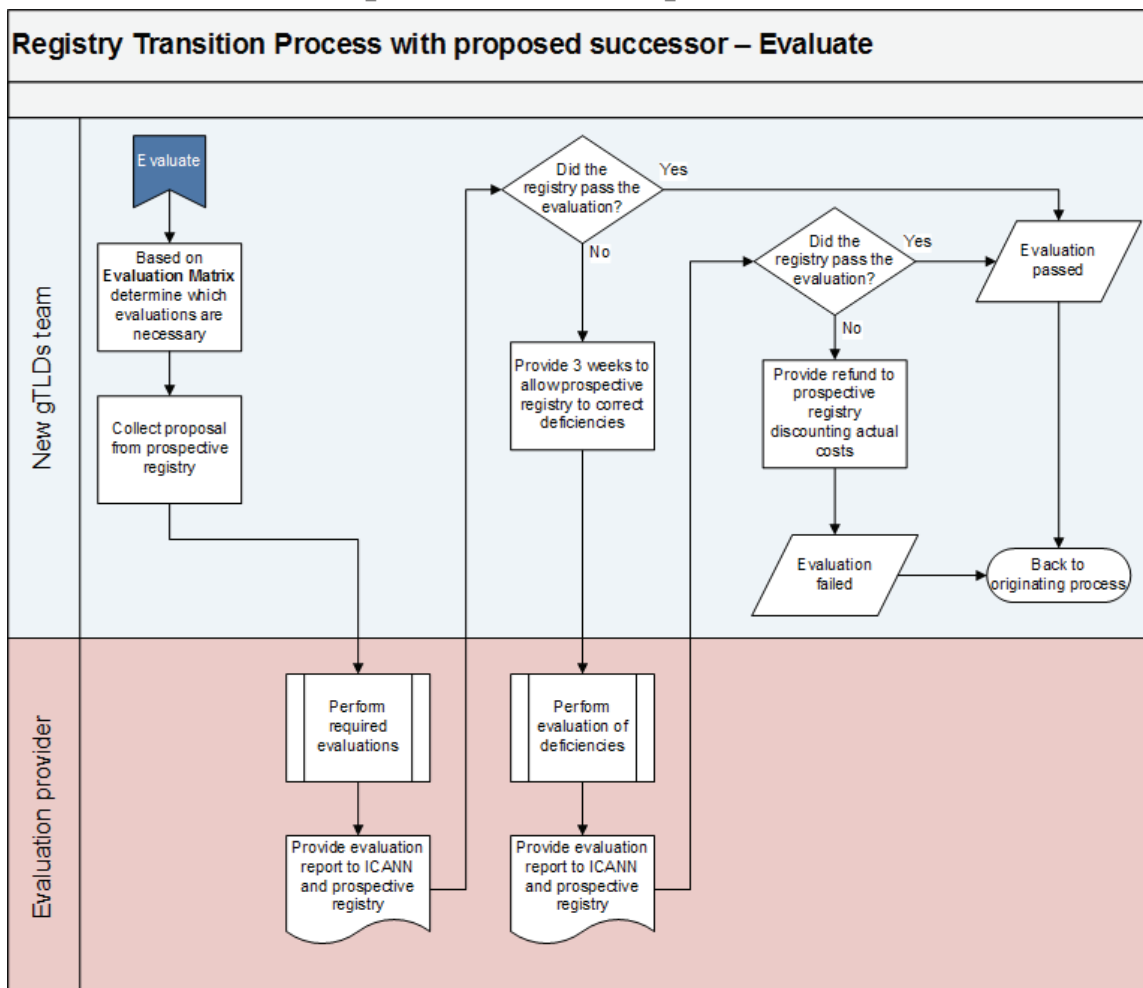 Registry Transition Process with proposed successor – Evaluate
New gTLDs team
Evaluate
Based on
Evaluation Matrix
determine which
evaluations are
necessary
Collect proposal
from prospective
registry
Did the
registry pass the
evaluation?
Yes
No
Provide 3 weeks to
allow prospective
registry to correct
deficiencies
Did the
registry pass the
evaluation?
Yes
No
Provide refund to
prospective
registry
discounting actual
costs
Evaluation
passed
Evaluation
failed
Back to
originating process
Evaluation provider
Perform
required
evaluations
Provide evaluation
report to ICANN
and prospective
registry
Perform
evaluation of
deficiencies
Provide evaluation
report to ICANN
and prospective
registry